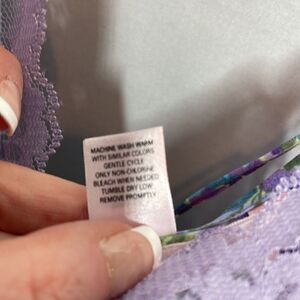 MACHINE WASH WARM
WITH SIMILAR COLORS
GENTLE CYCLE
ONLY NON-CHLORINE
BLEACH WHEN NEEDED
TUMBLE DRY LOW
REMOVE PROMPTLY